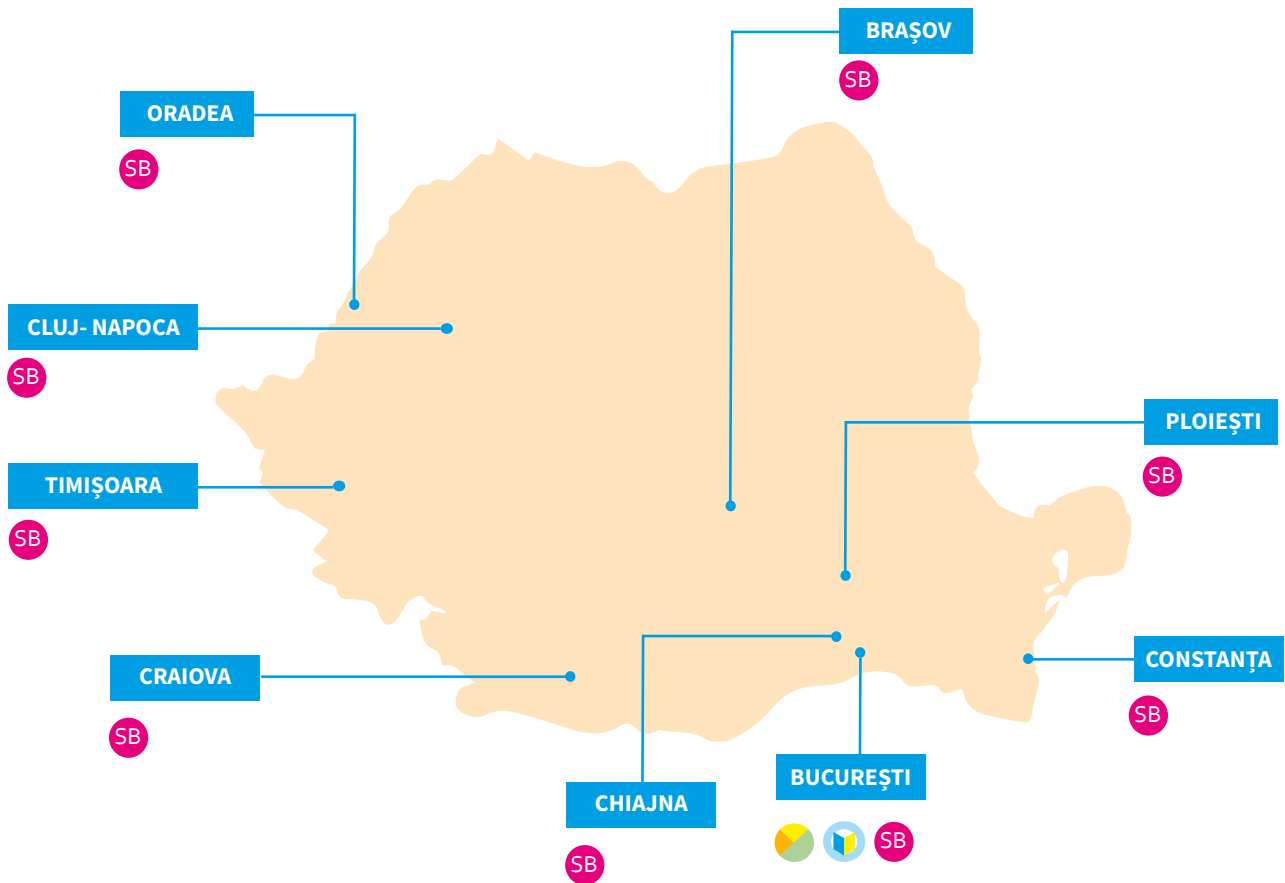 BRAȘOV
SB
ORADEA
SB
CLUJ- NAPOCA
SB
PLOIEȘTI
SB
TIMIȘOARA
SB
CONSTANȚA
SB
CRAIOVA
SB
BUCUREȘTI
SB
CHIAJNA
SB